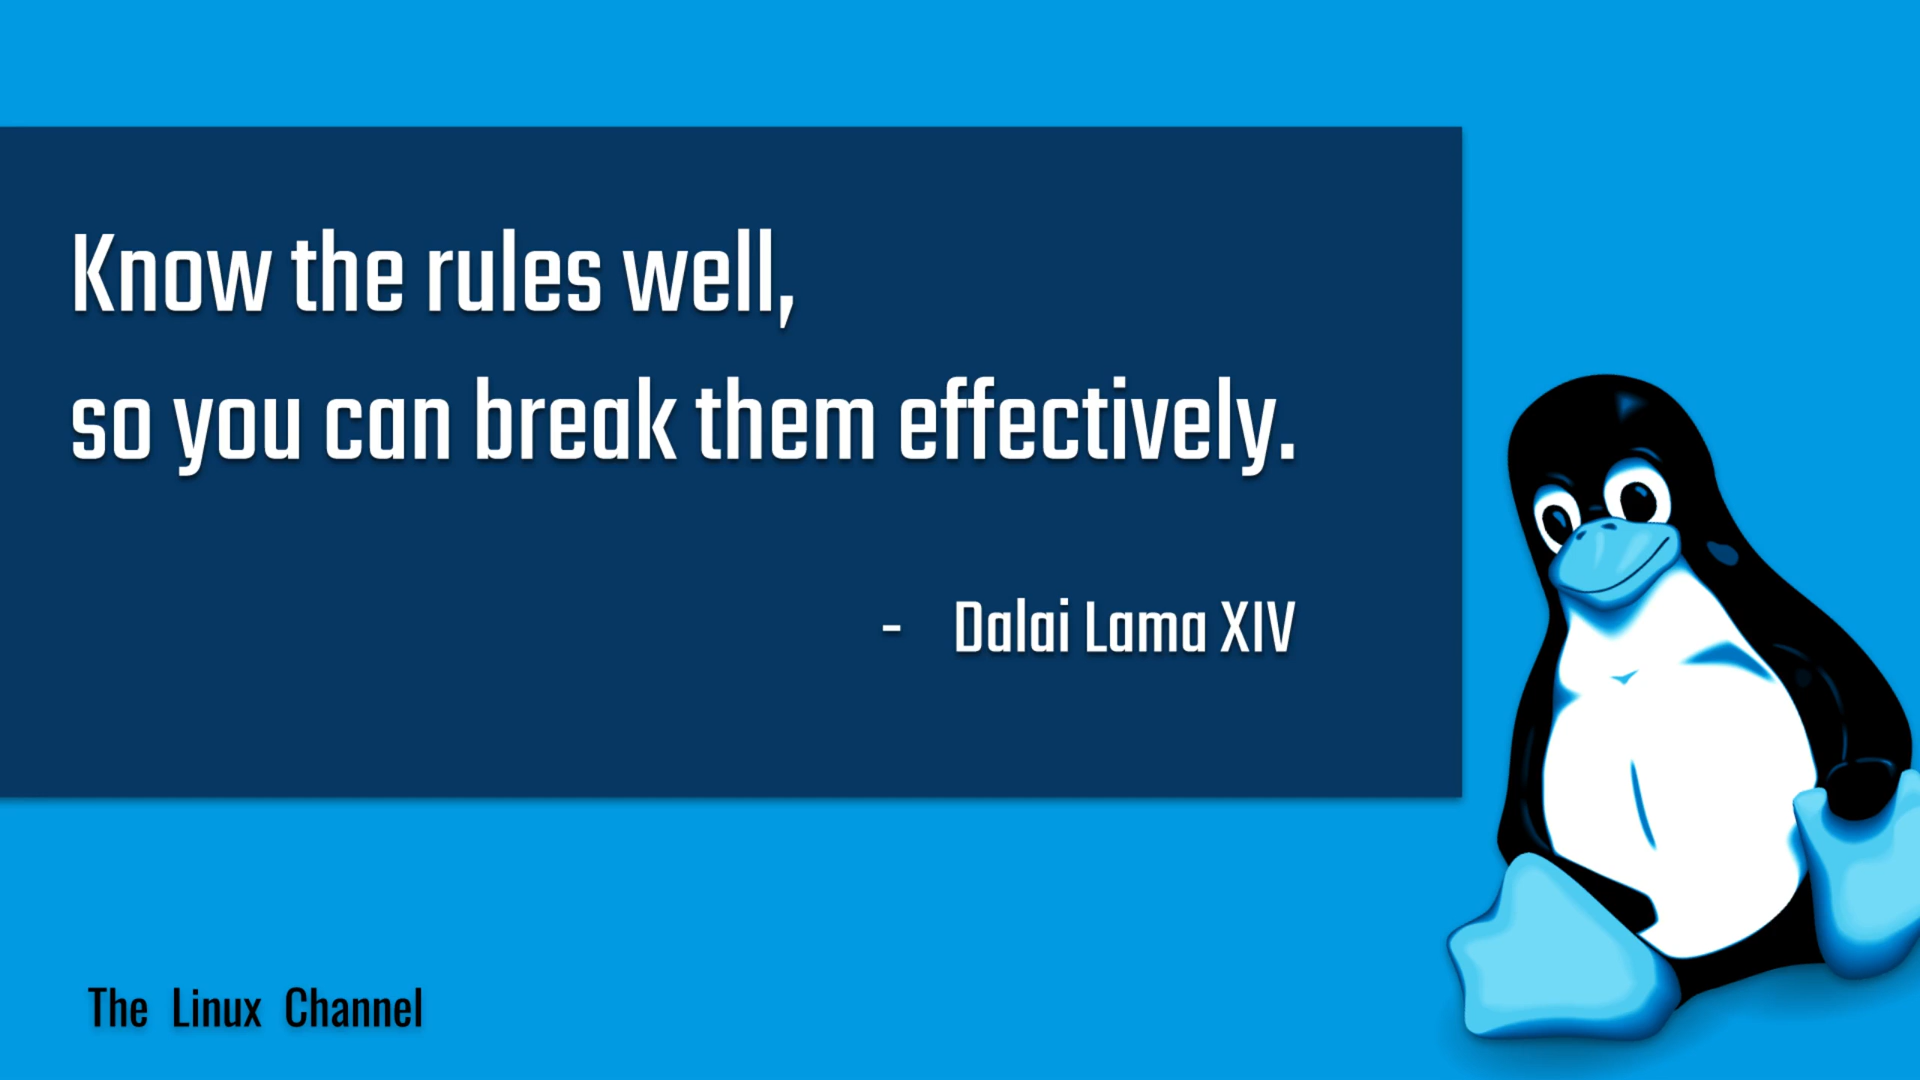 Know the rules well,
so you can break them effectively.
- Dalai Lama XIV
The Linux Channel